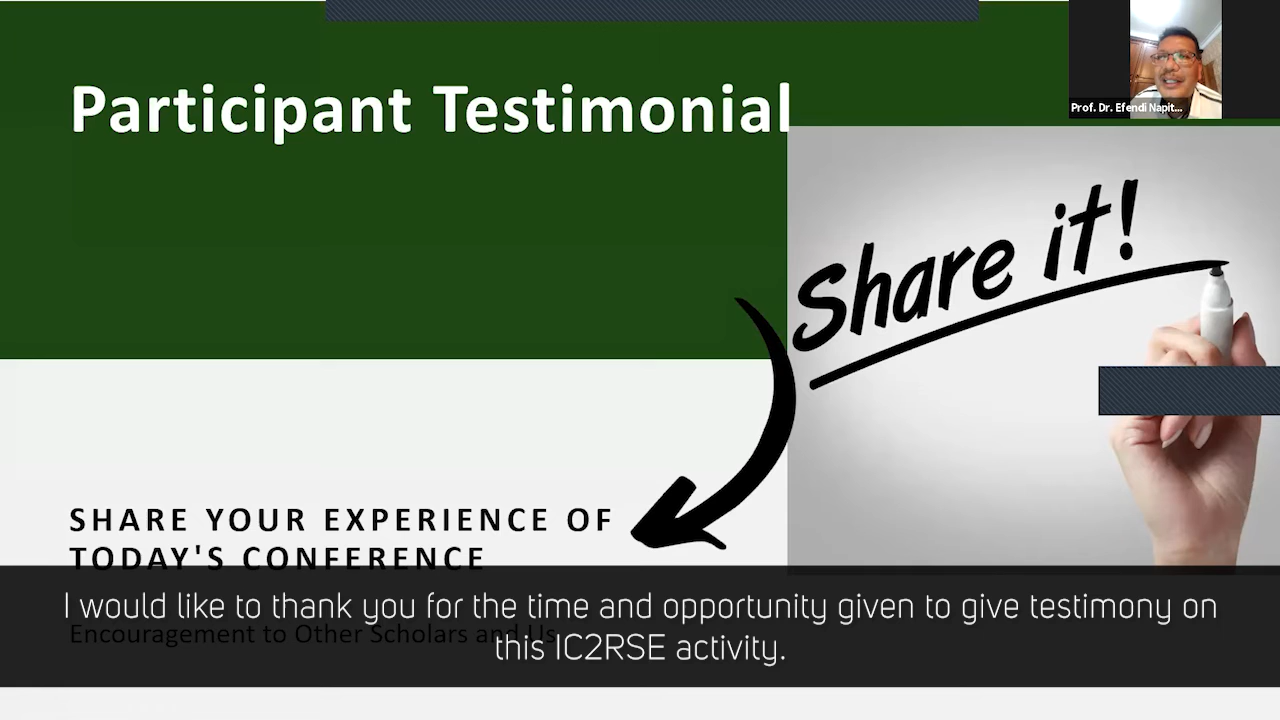 Participant Testimonial
Prof. Dr. Efendi Napit...
Share it!
SHARE YOUR EXPERIENCE OF
TODAY'S CONFERENCE
Encouragement to Other Scholars and Us
I would like to thank you for the time and opportunity given to give testimony on
this IC2RSE activity.